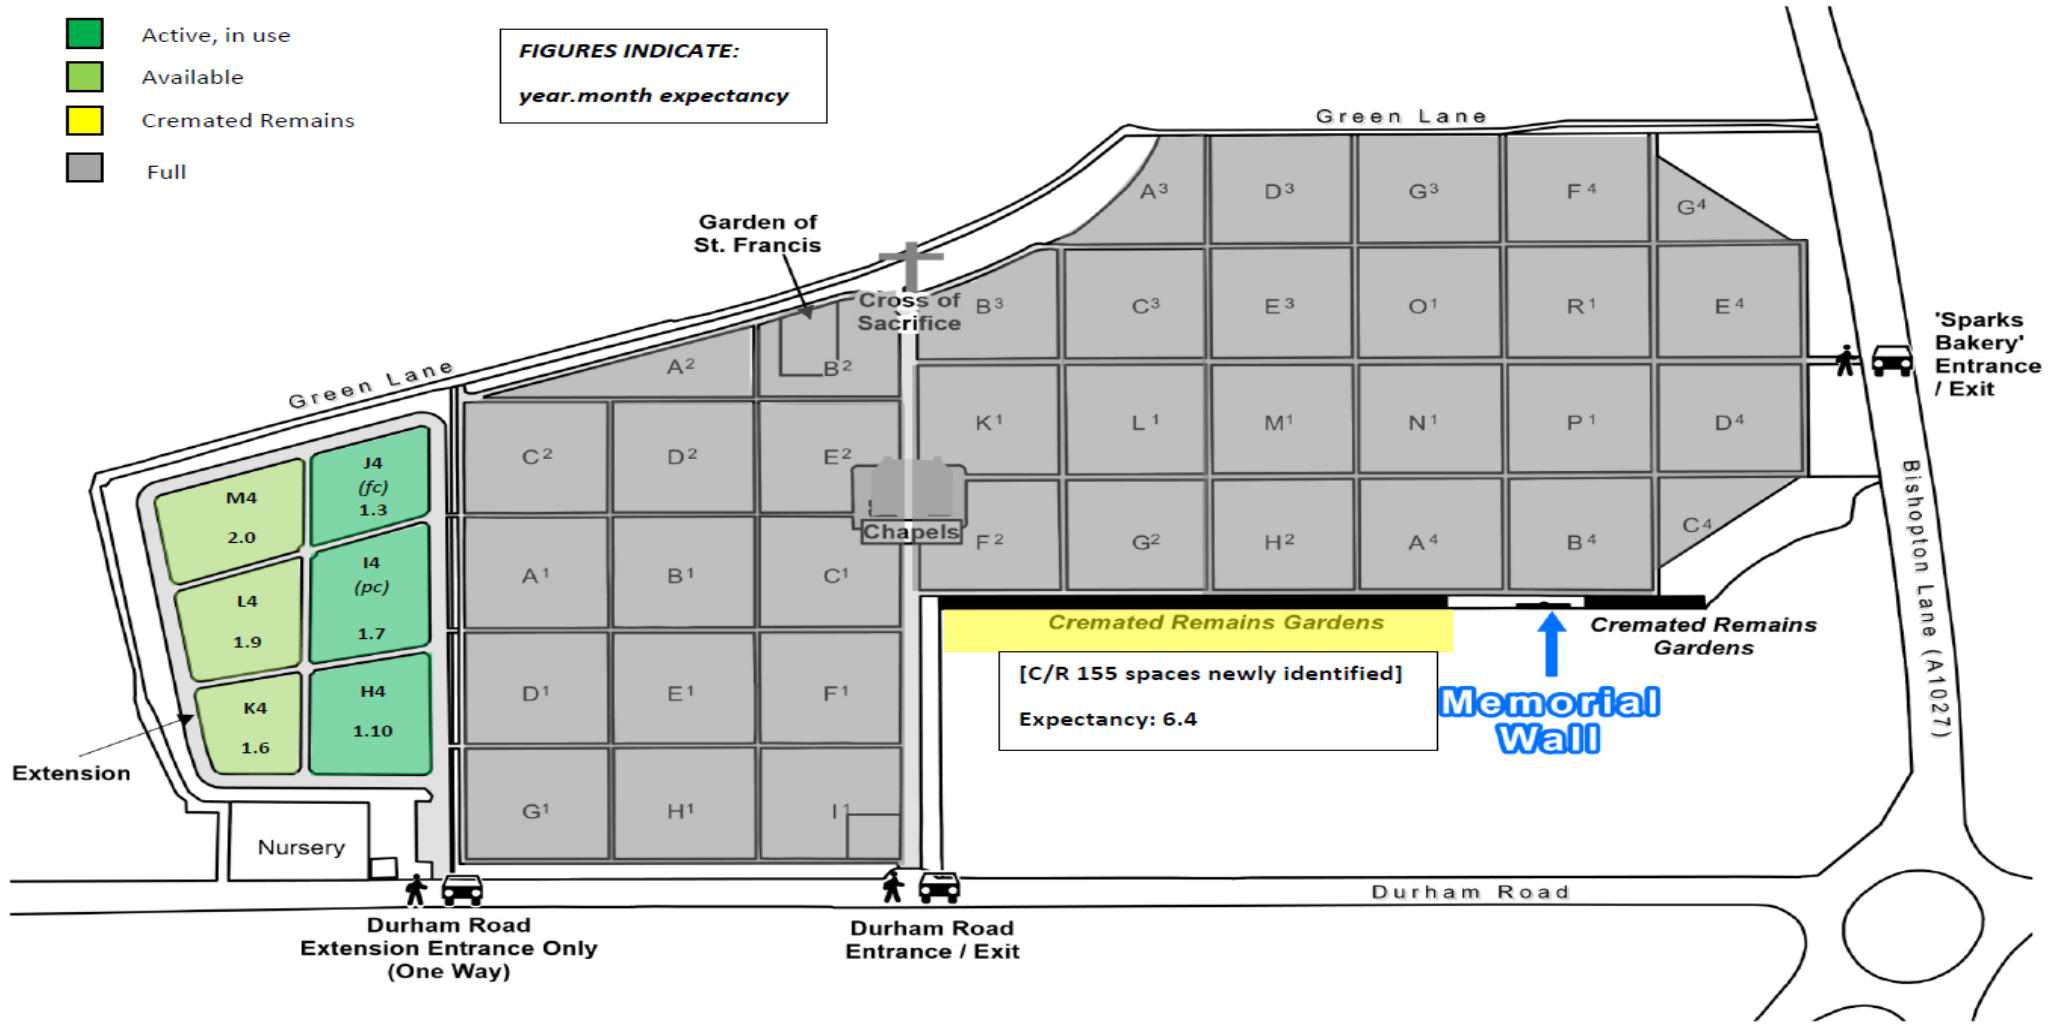 Active, in use
Available
Cremated Remains
Full
FIGURES INDICATE:
year.month expectancy
Green Lane
Garden of
St. Francis
Cross of
Sacrifice
A³
D³
G³
F⁴
G⁴
B³
C³
E³
O¹
R¹
E⁴
'Sparks
Bakery'
Entrance
/ Exit
Green Lane
A²
B²
K¹
L¹
M¹
N¹
P¹
D⁴
C²
D²
E²
Chapels
F²
G²
H²
A⁴
B⁴
C⁴
Bishopton Lane (A1027)
J4
(fc)
1.3
M4
2.0
I4
(pc)
1.7
L4
1.9
H4
1.10
K4
1.6
Extension
A¹
B¹
C¹
D¹
E¹
F¹
G¹
H¹
I¹
Cremated Remains Gardens
Cremated Remains
Gardens
[C/R 155 spaces newly identified]
Expectancy: 6.4
Memorial
Wall
Nursery
Durham Road
Durham Road
Extension Entrance Only
(One Way)
Durham Road
Entrance / Exit